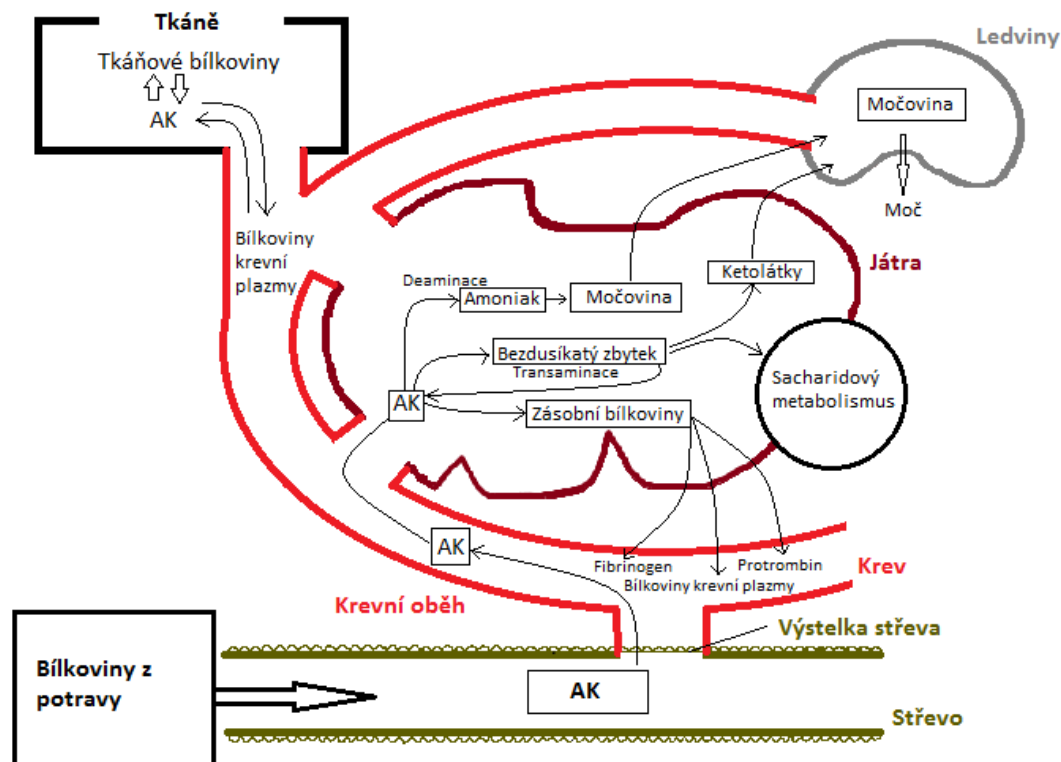 Tkáně
Tkáňové bílkoviny
AK
Ledviny
Močovina
Moč
Bílkoviny
krevní
plazmy
Játra
Ketolátky
Deaminace
Amoniak
Močovina
Bezdusíkatý zbytek
Transaminace
AK
Zásobní bílkoviny
Sacharidový
metabolismus
AK
Fibrinogen
Protrombin
Bílkoviny krevní plazmy
Krev
Krevní oběh
Výstelka střeva
Bílkoviny z
potravy
AK
Střevo